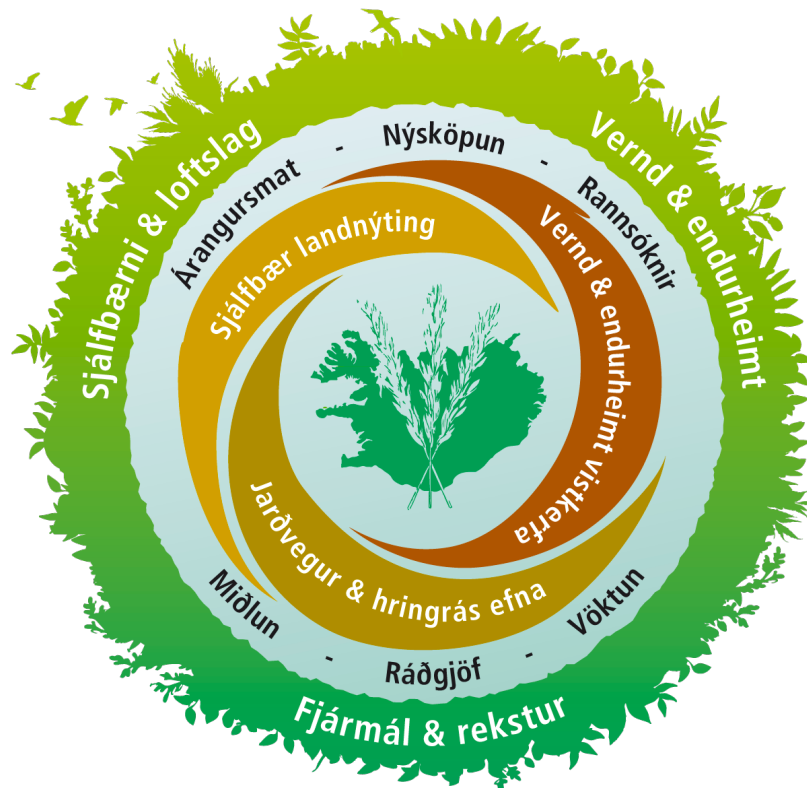 Sjálfbærni & loftslag
Vernd & endurheimt
Fjármál & rekstur
Árangursmat - Nýsköpun - Rannsóknir
Miðlun - Ráðgjöf - Vöktun
Sjálfbær landnýting
Vernd & endurheimt vistkerfa
Jarðvegur & hringrás efna